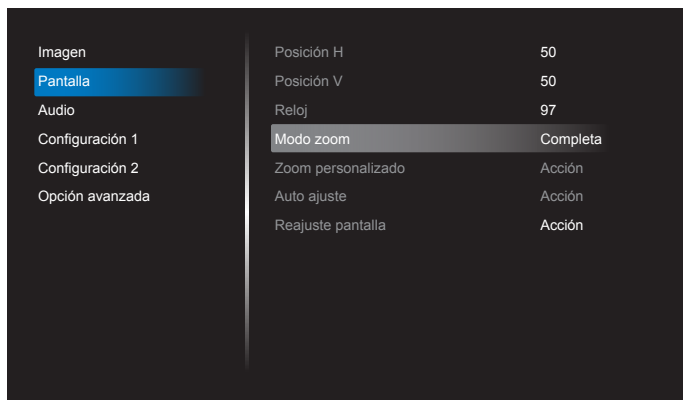 Imagen
Pantalla
Audio
Configuración 1
Configuración 2
Opción avanzada
Posición H 50
Posición V 50
Reloj 97
Modo zoom Completa
Zoom personalizado Acción
Auto ajuste Acción
Reajuste pantalla Acción